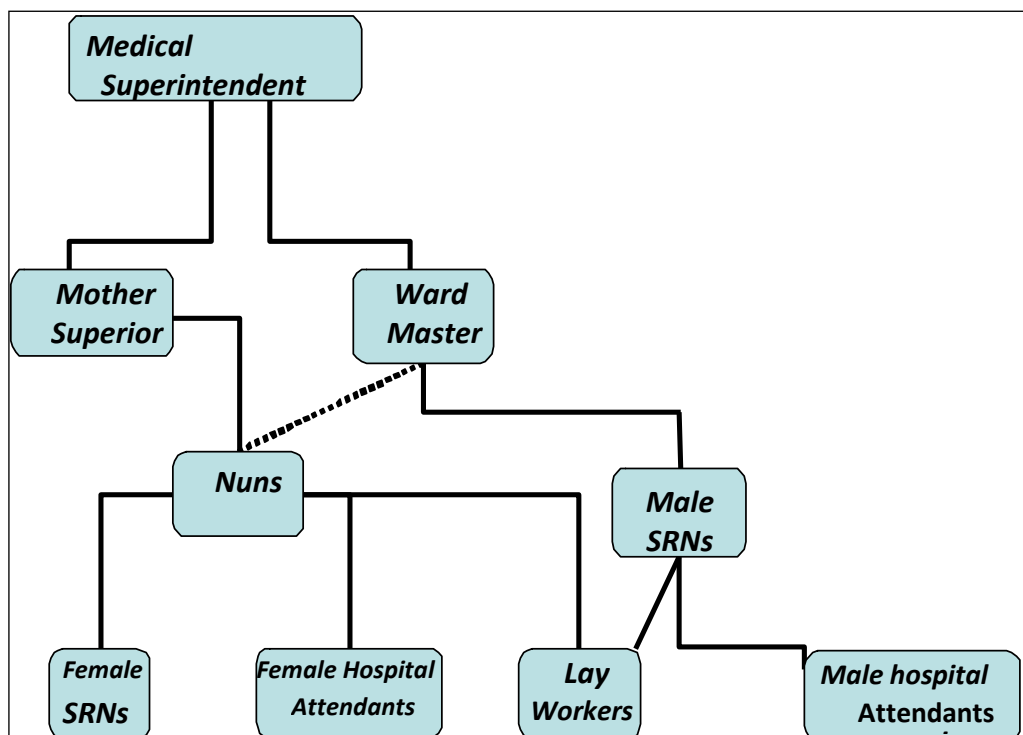 Medical
Superintendent
Mother
Superior
Ward
Master
Nuns
Male
SRNs
Female
SRNs
Female Hospital
Attendants
Lay
Workers
Male hospital
Attendants